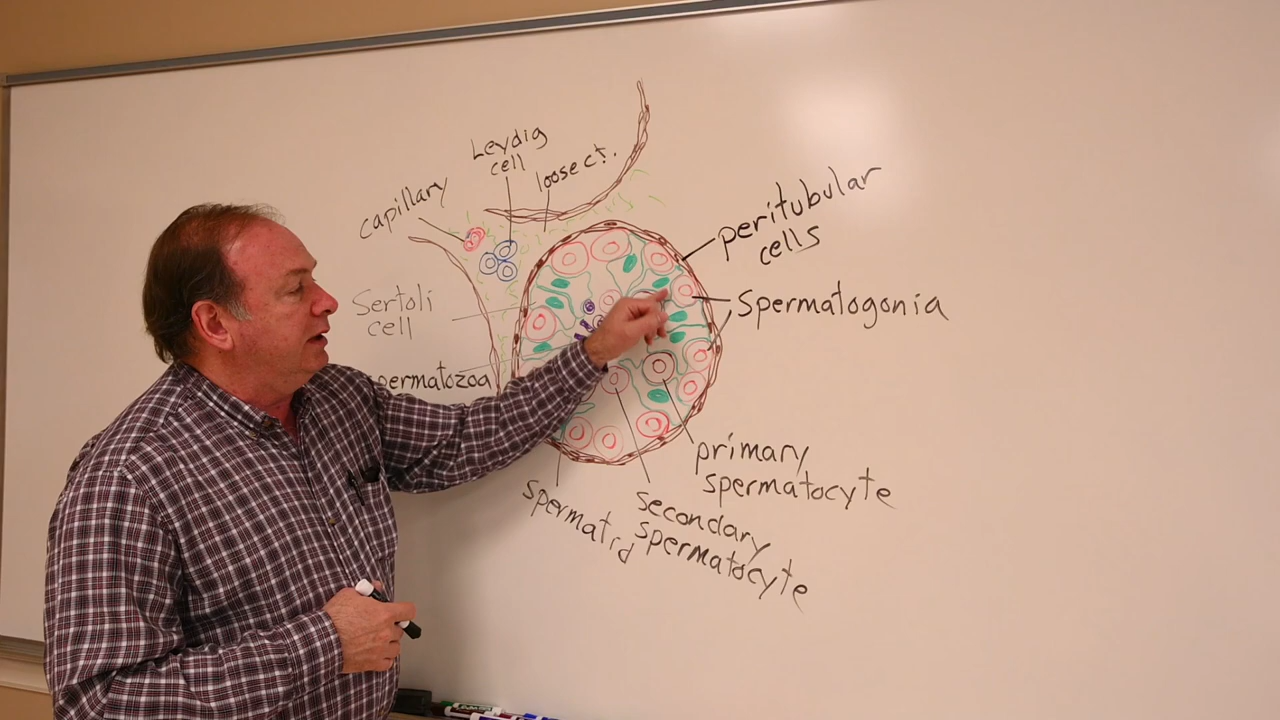 Leydig
cell
loose ct.
capillary
peritubular
cells
Sertoli
cell
Spermatogonia
permatozoa
primary
spermatocyte
secondary
spermatocyte
spermatid